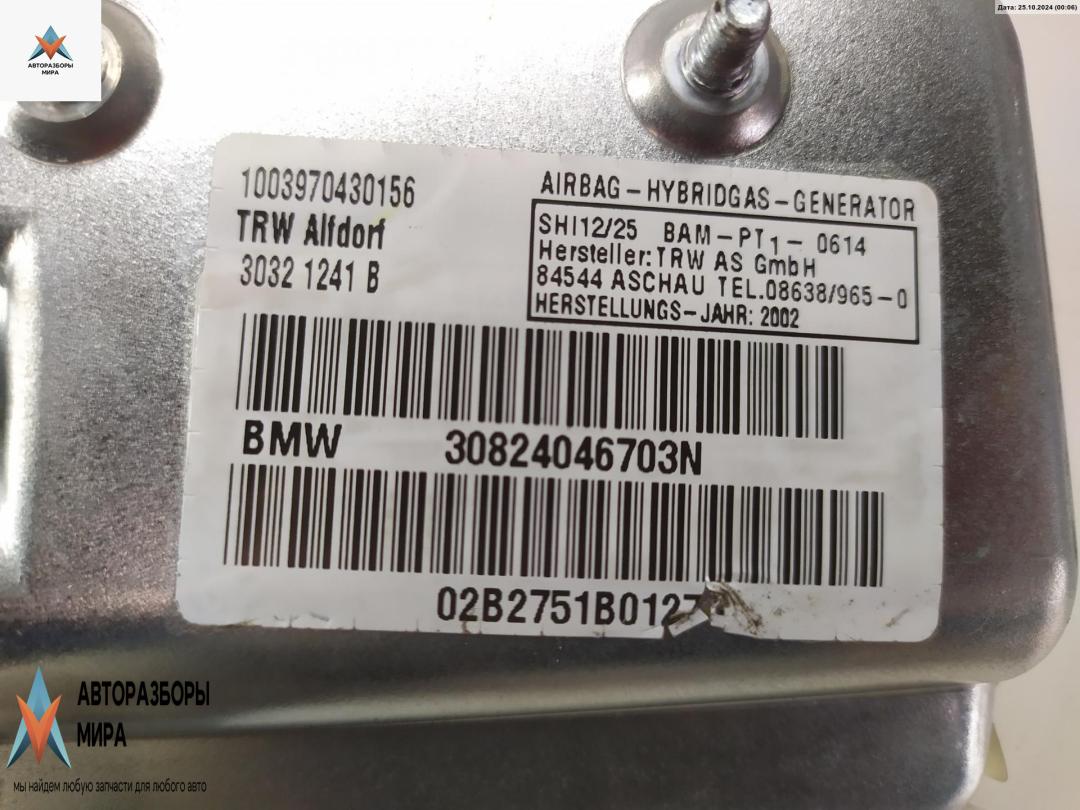 Дата: 25.10.2024 (00:06)
АВТОРАЗБОРЫ
МИРА
1003970430156
TRW Alfdorf
3032 1241 B
AIRBAG-HYBRIDGAS-GENERATOR
SHI12/25 BAM-PT1-0614
Hersteller: TRW AS GmbH
84544 ASCHAU TEL.08638/965-0
HERSTELLUNGS-JAHR: 2002
BMW 30824046703N
АВТОРАЗБОРЫ
МИРА
мы найдем любую запчасти для любого авто